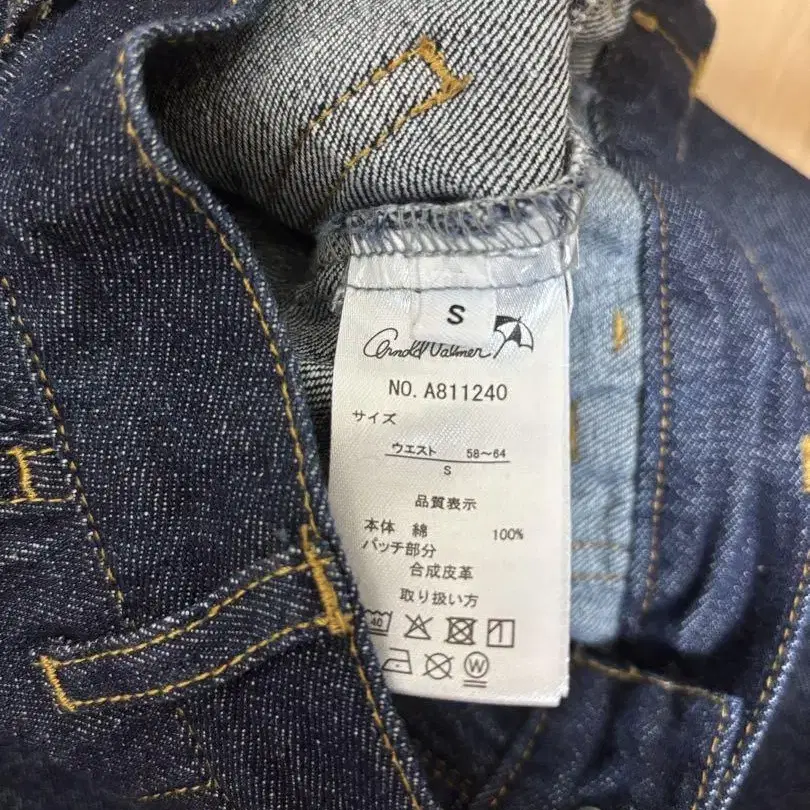 S
Arnold Palmer
NO. A811240
サイズ
ウエスト 58～64
S
品質表示
本体 綿 100%
パッチ部分
合成皮革
取り扱い方
40
W